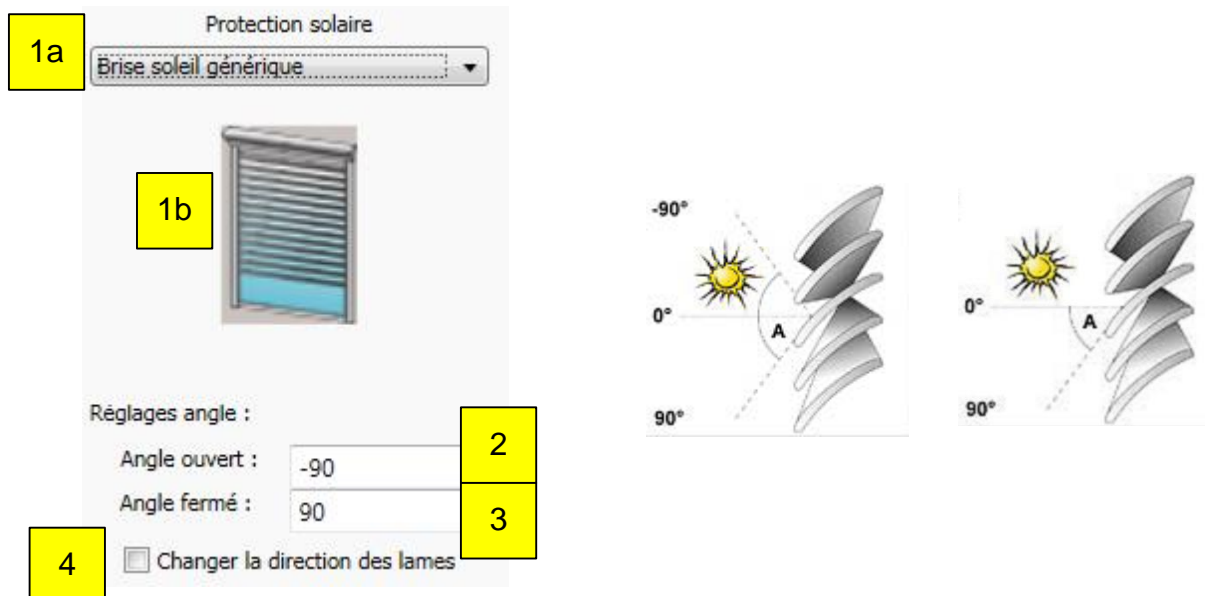 Protection solaire
1a
Brise soleil générique
1b
Réglages angle :
Angle ouvert :
-90
2
Angle fermé :
90
3
4
Changer la direction des lames
-90°
0°
A
90°
0°
A
90°